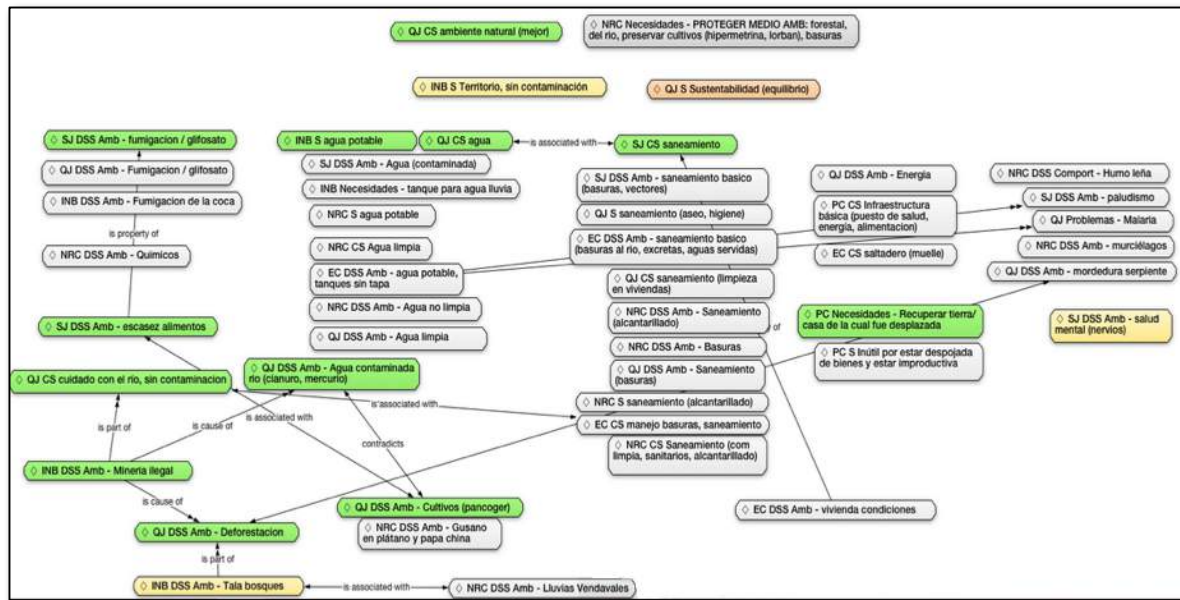 ◇ QJ CS ambiente natural (mejor)
◇ NRC Necesidades - PROTEGER MEDIO AMB: forestal,
del rio, preservar cultivos (hipermetrina, lorban), basuras
◇ INB S Territorio, sin contaminación
◇ QJ S Sustentabilidad (equilibrio)
◇ SJ DSS Amb - fumigacion / glifosato
◇ QJ DSS Amb - Fumigacion / glifosato
◇ INB DSS Amb - Fumigacion de la coca
is property of
◇ NRC DSS Amb - Quimicos
◇ SJ DSS Amb - escasez alimentos
◇ INB S agua potable
◇ QJ CS agua
is associated with
◇ SJ CS saneamiento
◇ SJ DSS Amb - Agua (contaminada)
◇ INB Necesidades - tanque para agua lluvia
◇ NRC S agua potable
◇ NRC CS Agua limpia
◇ EC DSS Amb - agua potable,
tanques sin tapa
◇ NRC DSS Amb - Agua no limpia
◇ QJ DSS Amb - Agua limpia
◇ SJ DSS Amb - saneamiento basico
(basuras, vectores)
◇ QJ S saneamiento (aseo, higiene)
◇ EC DSS Amb - saneamiento basico
(basuras al rio, excretas, aguas servidas)
◇ QJ CS saneamiento (limpieza
en viviendas)
◇ NRC DSS Amb - Saneamiento
(alcantarillado)
◇ NRC DSS Amb - Basuras
◇ QJ DSS Amb - Saneamiento
(basuras)
◇ NRC S saneamiento (alcantarillado)
◇ EC CS manejo basuras, saneamiento
◇ NRC CS Saneamiento (com
limpia, sanitarios, alcantarillado)
◇ QJ DSS Amb - Energia
◇ PC CS Infraestructura
básica (puesto de salud,
energía, alimentacion)
◇ EC CS saltadero (muelle)
◇ NRC DSS Comport - Humo leña
◇ SJ DSS Amb - paludismo
◇ QJ Problemas - Malaria
◇ NRC DSS Amb - murciélagos
◇ QJ DSS Amb - mordedura serpiente
◇ PC Necesidades - Recuperar tierra/
casa de la cual fue desplazada
of
◇ SJ DSS Amb - salud
mental (nervios)
◇ PC S Inútil por estar despojada
de bienes y estar improductiva
◇ QJ CS cuidado con el rio, sin contaminacion
◇ QJ DSS Amb - Agua contaminada
rio (cianuro, mercurio)
is associated with
is part of
is cause of
is associated with
contradicts
◇ INB DSS Amb - Mineria ilegal
is cause of
◇ QJ DSS Amb - Cultivos (pancoger)
◇ NRC DSS Amb - Gusano
en plátano y papa china
◇ EC DSS Amb - vivienda condiciones
◇ QJ DSS Amb - Deforestacion
is part of
◇ INB DSS Amb - Tala bosques
is associated with
◇ NRC DSS Amb - Lluvias Vendavales